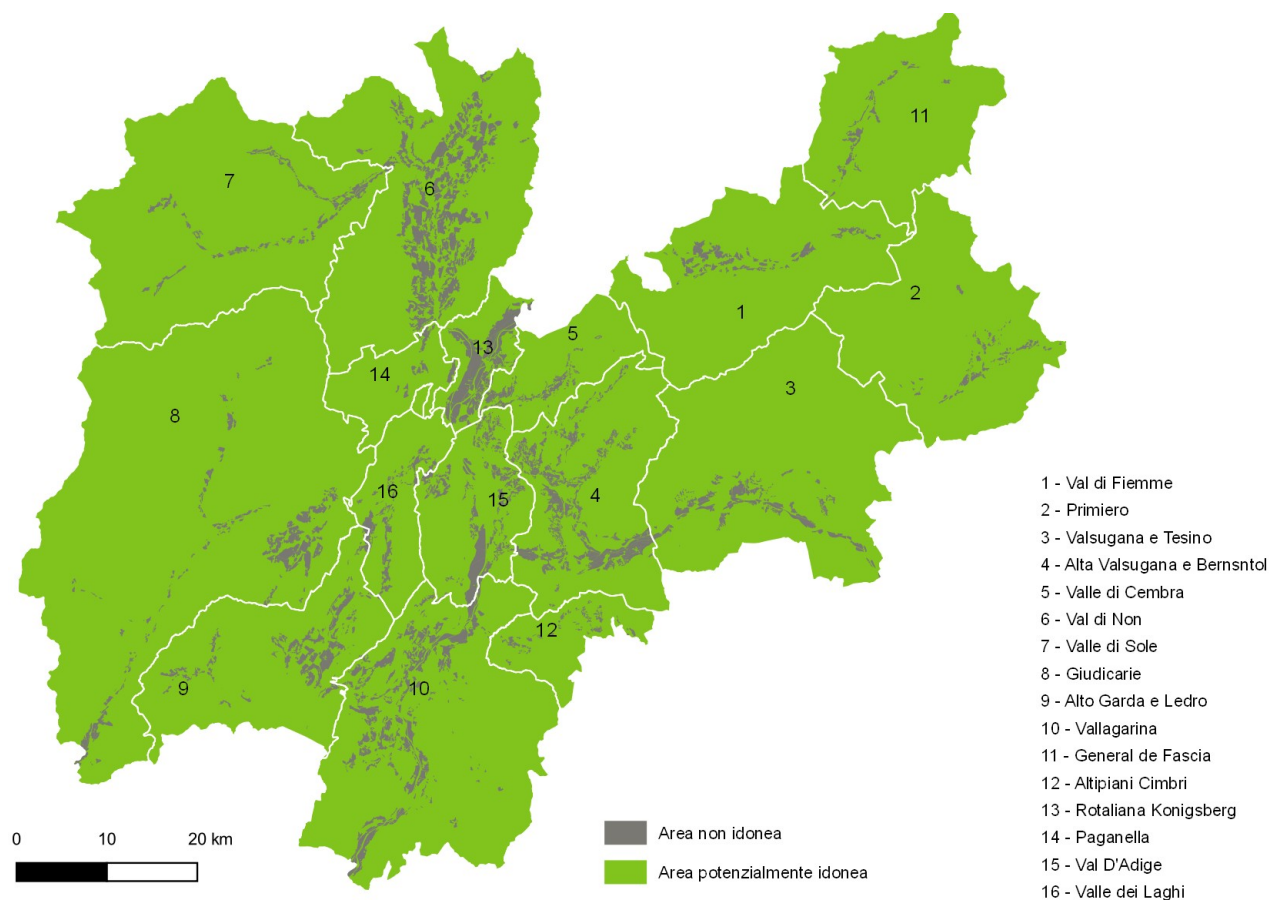 11
7
6
2
1
5
13
14
3
8
16
15
4
12
9
10
1 - Val di Fiemme
2 - Primiero
3 - Valsugana e Tesino
4 - Alta Valsugana e Bernsntol
5 - Valle di Cembra
6 - Val di Non
7 - Valle di Sole
8 - Giudicarie
9 - Alto Garda e Ledro
10 - Vallagarina
11 - General de Fascia
12 - Altipiani Cimbri
13 - Rotaliana Konigsberg
14 - Paganella
15 - Val D'Adige
16 - Valle dei Laghi
0 10 20 km
Area non idonea
Area potenzialmente idonea